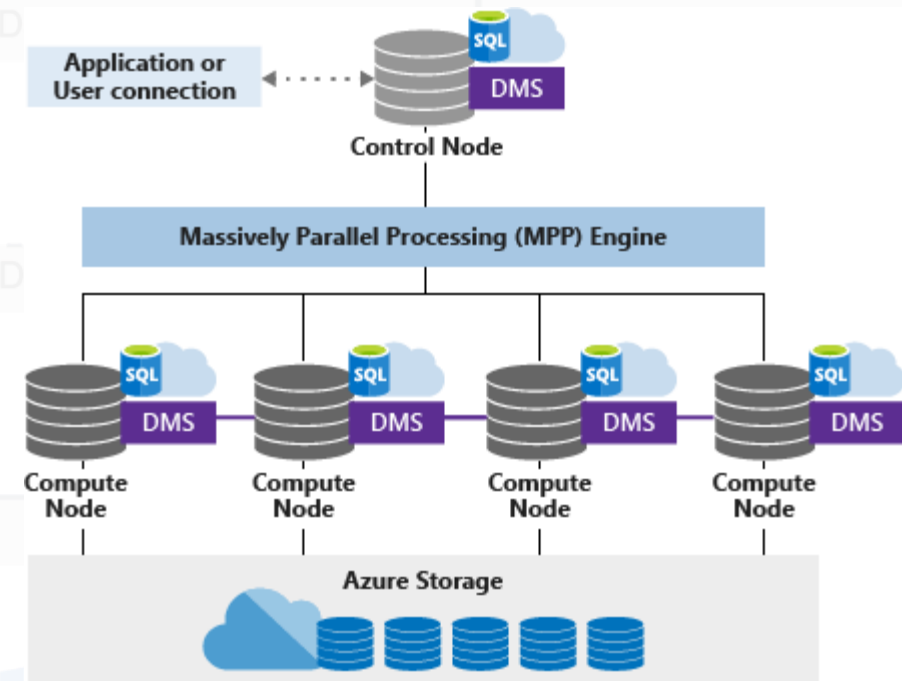 SQL
Application or
User connection
DMS
Control Node
Massively Parallel Processing (MPP) Engine
SQL
SQL
SQL
SQL
DMS
DMS
DMS
DMS
Compute
Node
Compute
Node
Compute
Node
Compute
Node
Azure Storage